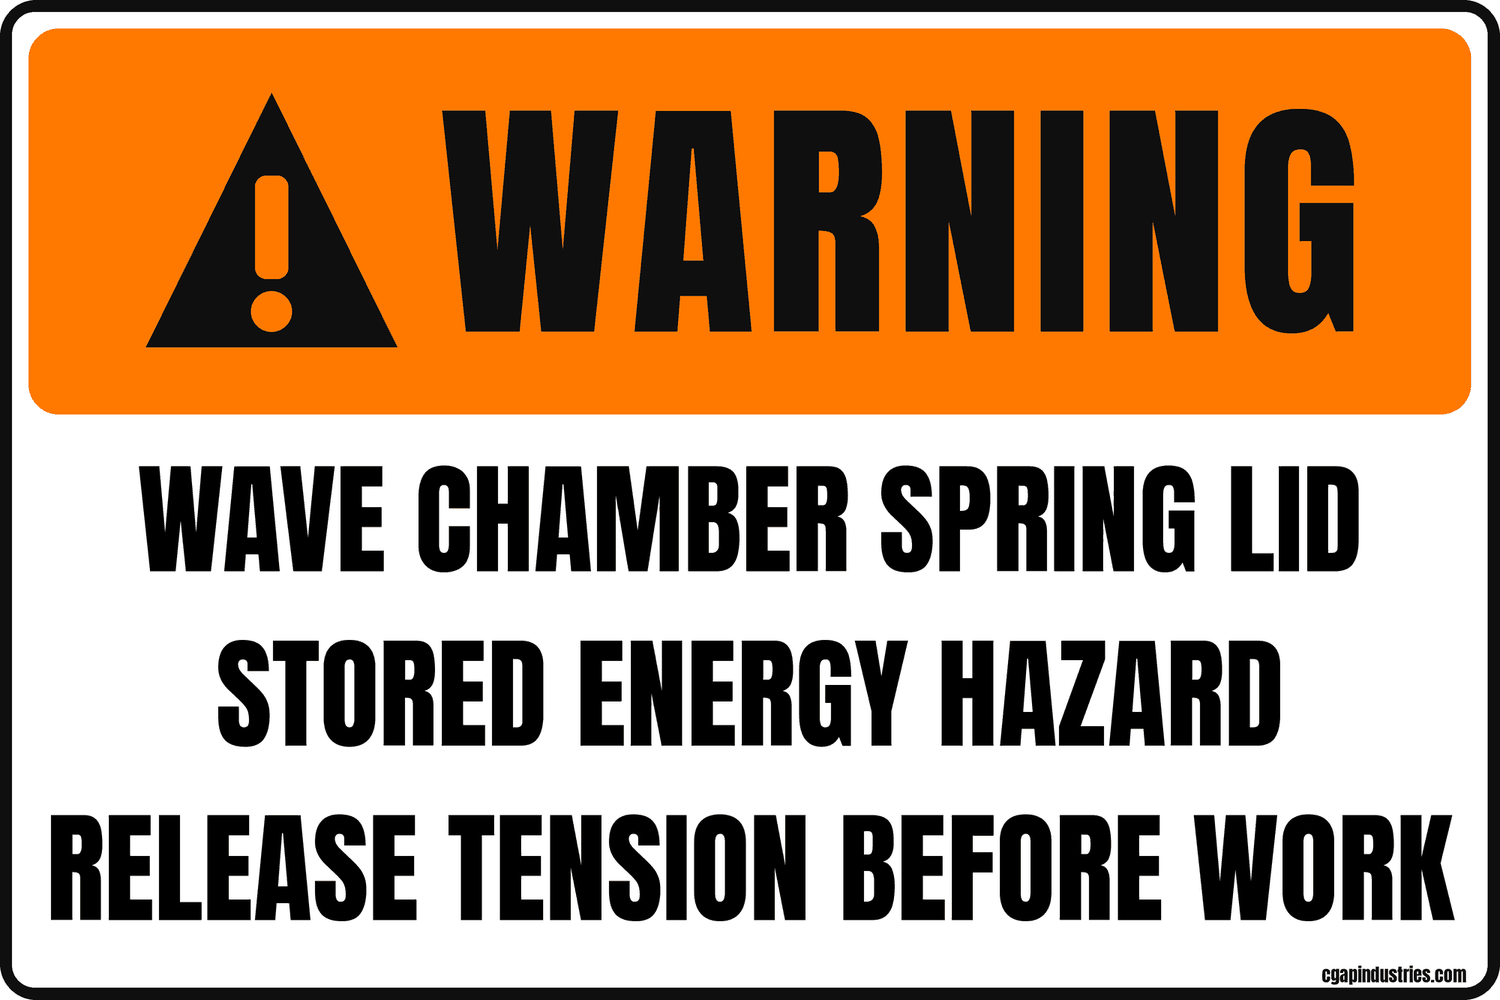 WARNING
WAVE CHAMBER SPRING LID
STORED ENERGY HAZARD
RELEASE TENSION BEFORE WORK
cgapindustries.com